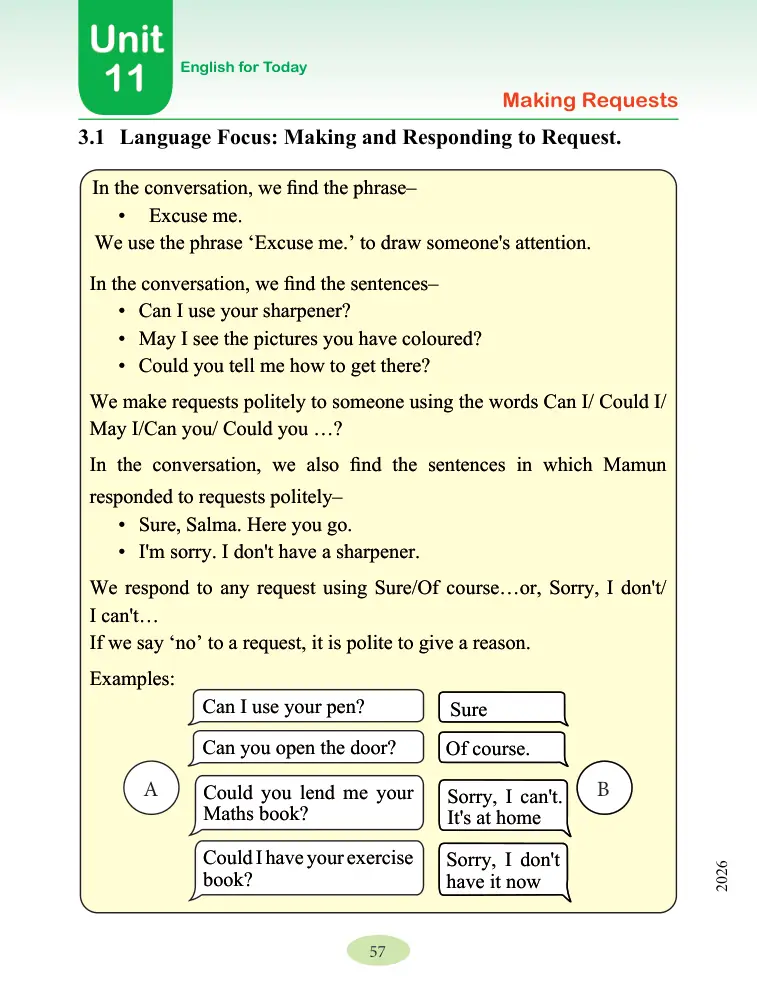 Unit
11
English for Today
Making Requests
3.1 Language Focus: Making and Responding to Request.
In the conversation, we find the phrase–
• Excuse me.
We use the phrase ‘Excuse me.’ to draw someone's attention.
In the conversation, we find the sentences–
• Can I use your sharpener?
• May I see the pictures you have coloured?
• Could you tell me how to get there?
We make requests politely to someone using the words Can I/ Could I/
May I/Can you/ Could you …?
In the conversation, we also find the sentences in which Mamun
responded to requests politely–
• Sure, Salma. Here you go.
• I'm sorry. I don't have a sharpener.
We respond to any request using Sure/Of course…or, Sorry, I don't/
I can't…
If we say ‘no’ to a request, it is polite to give a reason.
Examples:
Can I use your pen?
Sure
Can you open the door?
Of course.
A
Could you lend me your
Maths book?
Sorry, I can't.
It's at home
B
Could I have your exercise
book?
Sorry, I don't
have it now
2026
57